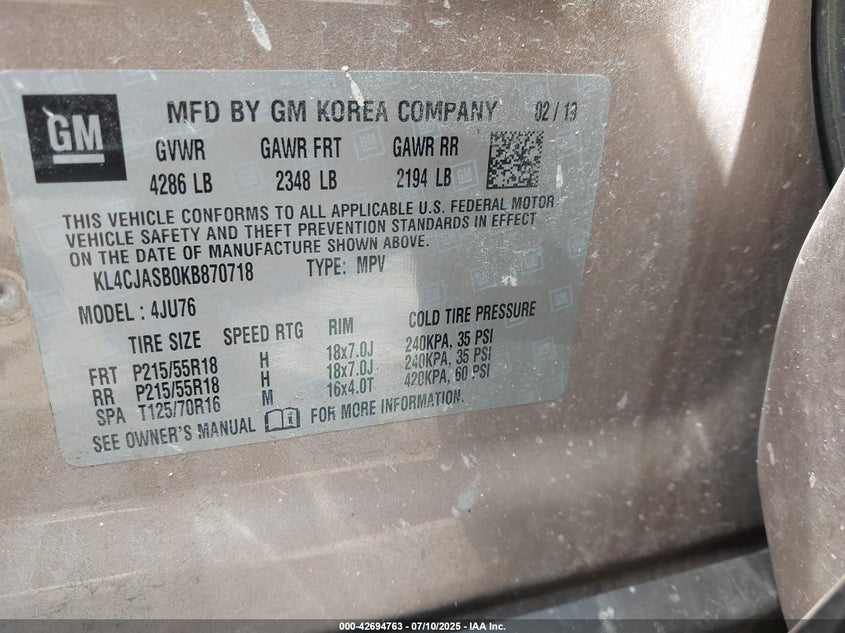 GM
MFD BY GM KOREA COMPANY 02/19
GVWR GAWR FRT GAWR RR
4286 LB 2348 LB 2194 LB
THIS VEHICLE CONFORMS TO ALL APPLICABLE U.S. FEDERAL MOTOR
VEHICLE SAFETY AND THEFT PREVENTION STANDARDS IN EFFECT
ON THE DATE OF MANUFACTURE SHOWN ABOVE.
KL4CJASB0KB870718 TYPE: MPV
MODEL: 4JU76
TIRE SIZE SPEED RTG RIM COLD TIRE PRESSURE
FRT P215/55R18 H 18x7.0J 240KPA, 35 PSI
RR P215/55R18 H 18x7.0J 240KPA, 35 PSI
SPA T125/70R16 M 16x4.0T 420KPA, 60 PSI
SEE OWNER'S MANUAL FOR MORE INFORMATION.
000-42694763 - 07/10/2025 - IAA Inc.